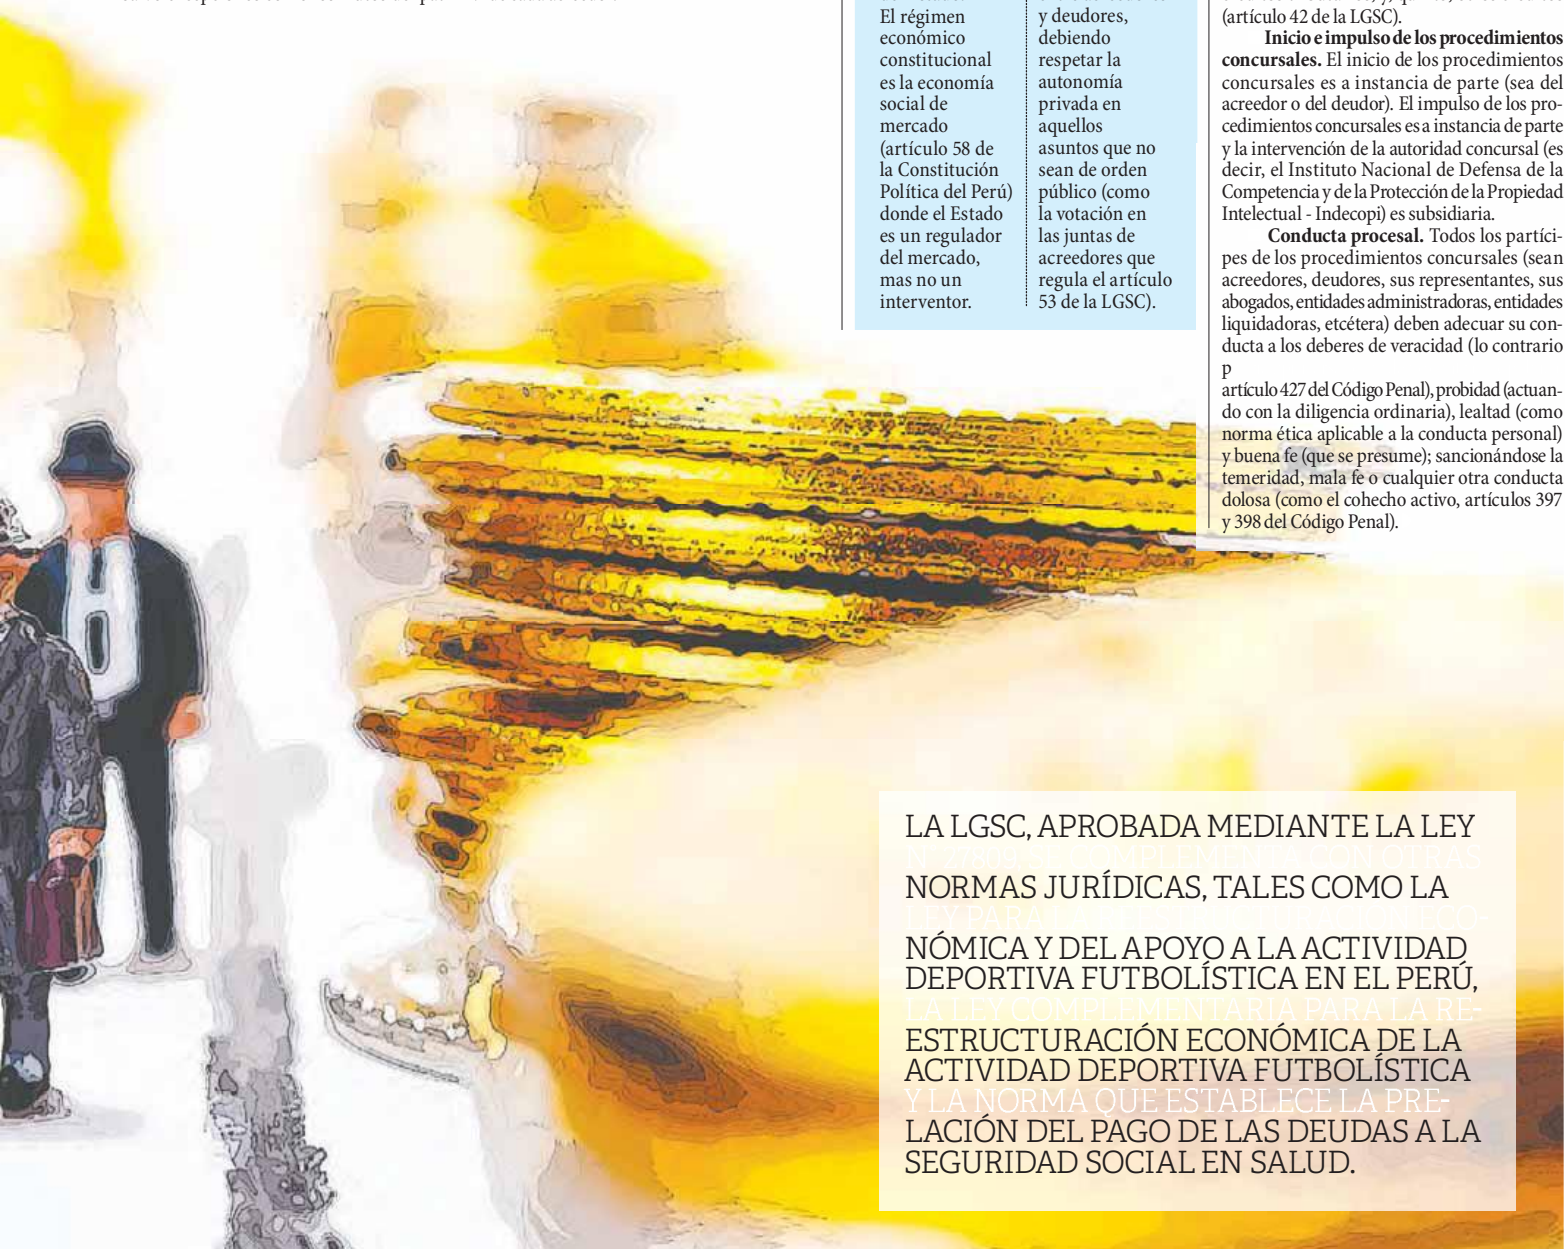 El régimen
económico
constitucional
es la economía
social de
mercado
(artículo 58 de
la Constitución
Política del Perú)
donde el Estado
es un regulador
del mercado,
mas no un
interventor.
y deudores,
debiendo
respetar la
autonomía
privada en
aquellos
asuntos que no
sean de orden
público (como
la votación en
las juntas de
acreedores que
regula el artículo
53 de la LGSC).
(artículo 42 de la LGSC).
Inicio e impulso de los procedimientos
concursales. El inicio de los procedimientos
concursales es a instancia de parte (sea del
acreedor o del deudor). El impulso de los pro-
cedimientos concursales es a instancia de parte
y la intervención de la autoridad concursal (es
decir, el Instituto Nacional de Defensa de la
Competencia y de la Protección de la Propiedad
Intelectual - Indecopi) es subsidiaria.
Conducta procesal. Todos los partíci-
pes de los procedimientos concursales (sean
acreedores, deudores, sus representantes, sus
abogados, entidades administradoras, entidades
liquidadoras, etcétera) deben adecuar su con-
ducta a los deberes de veracidad (lo contrario
p
artículo 427 del Código Penal), probidad (actuan-
do con la diligencia ordinaria), lealtad (como
norma ética aplicable a la conducta personal)
y buena fe (que se presume); sancionándose la
temeridad, mala fe o cualquier otra conducta
dolosa (como el cohecho activo, artículos 397
y 398 del Código Penal).
LA LGSC, APROBADA MEDIANTE LA LEY
N° 27809, SE COMPLEMENTA CON OTRAS
NORMAS JURÍDICAS, TALES COMO LA
LEY PARA LA REESTRUCTURACIÓN ECO-
NÓMICA Y DEL APOYO A LA ACTIVIDAD
DEPORTIVA FUTBOLÍSTICA EN EL PERÚ,
LA LEY COMPLEMENTARIA PARA LA RE-
ESTRUCTURACIÓN ECONÓMICA DE LA
ACTIVIDAD DEPORTIVA FUTBOLÍSTICA
Y LA NORMA QUE ESTABLECE LA PRE-
LACIÓN DEL PAGO DE LAS DEUDAS A LA
SEGURIDAD SOCIAL EN SALUD.